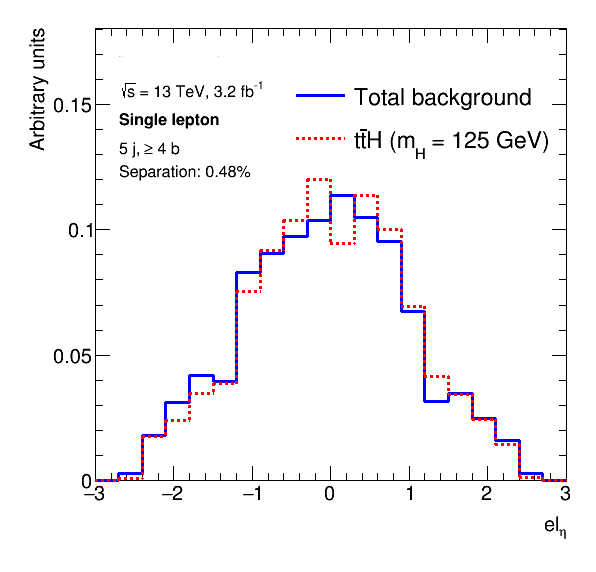 Arbitrary units
√s = 13 TeV, 3.2 fb⁻¹
Single lepton
5 j, ≥ 4 b
Separation: 0.48%
Total background
tt̄H (m_H = 125 GeV)
0.15
0.1
0.05
0
−3 −2 −1 0 1 2 3
el_η